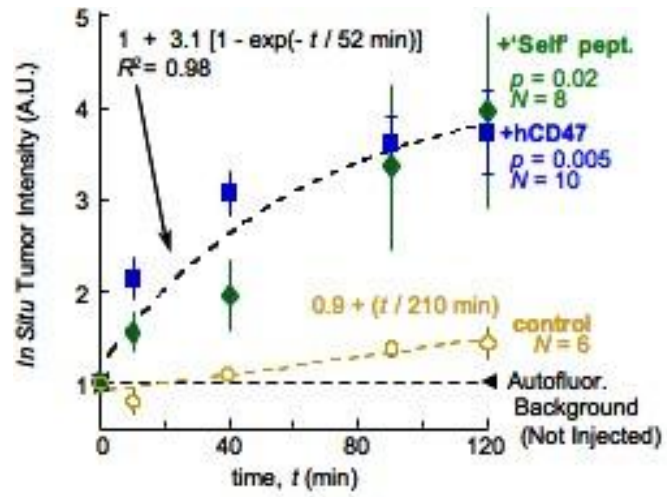 1 + 3.1 [1 - exp(- t / 52 min)]
R²= 0.98
+'Self' pept.
p = 0.02
N = 8
+hCD47
p = 0.005
N = 10
0.9 + (t / 210 min)
control
N = 6
Autofluor.
Background
(Not Injected)
In Situ Tumor Intensity (A.U.)
5
4
3
2
1
0
40
80
120
time, t (min)